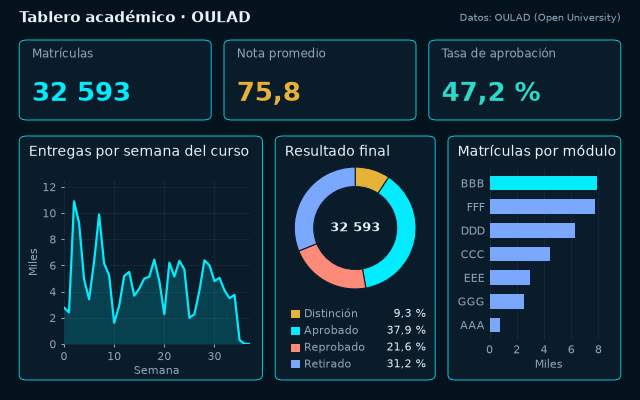 Tablero académico · OULAD
Datos: OULAD (Open University)
Matrículas
32 593
Nota promedio
75,8
Tasa de aprobación
47,2 %
Entregas por semana del curso
12
10
8
6
4
2
0
Miles
0 10 20 30
Semana
Resultado final
32 593
Distinción 9,3 %
Aprobado 37,9 %
Reprobado 21,6 %
Retirado 31,2 %
Matrículas por módulo
BBB
FFF
DDD
CCC
EEE
GGG
AAA
0 2 4 6 8
Miles